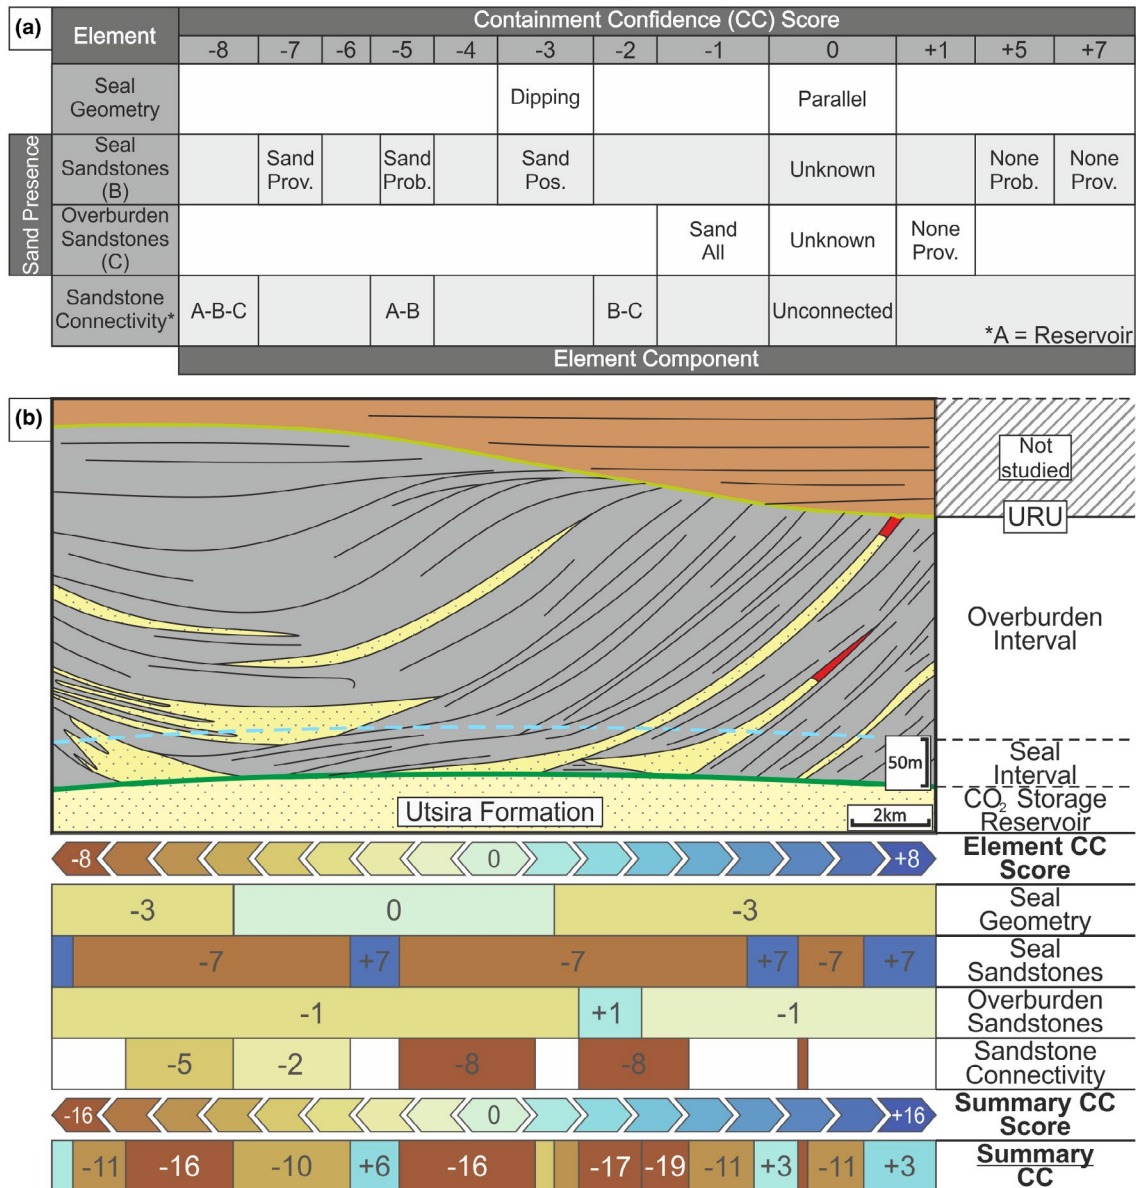 (a)
Element
Containment Confidence (CC) Score
-8 -7 -6 -5 -4 -3 -2 -1 0 +1 +5 +7
Seal
Geometry
Dipping
Parallel
Sand Presence
Seal
Sandstones
(B)
Sand
Prov.
Sand
Prob.
Sand
Pos.
Unknown
None
Prob.
None
Prov.
Overburden
Sandstones
(C)
Sand
All
Unknown
None
Prov.
Sandstone
Connectivity*
A-B-C
A-B
B-C
Unconnected
*A = Reservoir
Element Component
(b)
Not
studied
URU
Overburden
Interval
50m
Seal
Interval
Utsira Formation
2km
CO2 Storage
Reservoir
-8 0 +8
Element CC
Score
-3 0 -3
Seal
Geometry
-7 +7 -7 +7 -7 +7
Seal
Sandstones
-1 +1 -1
Overburden
Sandstones
-5 -2 -8 -8
Sandstone
Connectivity
-16 0 +16
Summary CC
Score
-11 -16 -10 +6 -16 -17 -19 -11 +3 -11 +3
Summary
CC